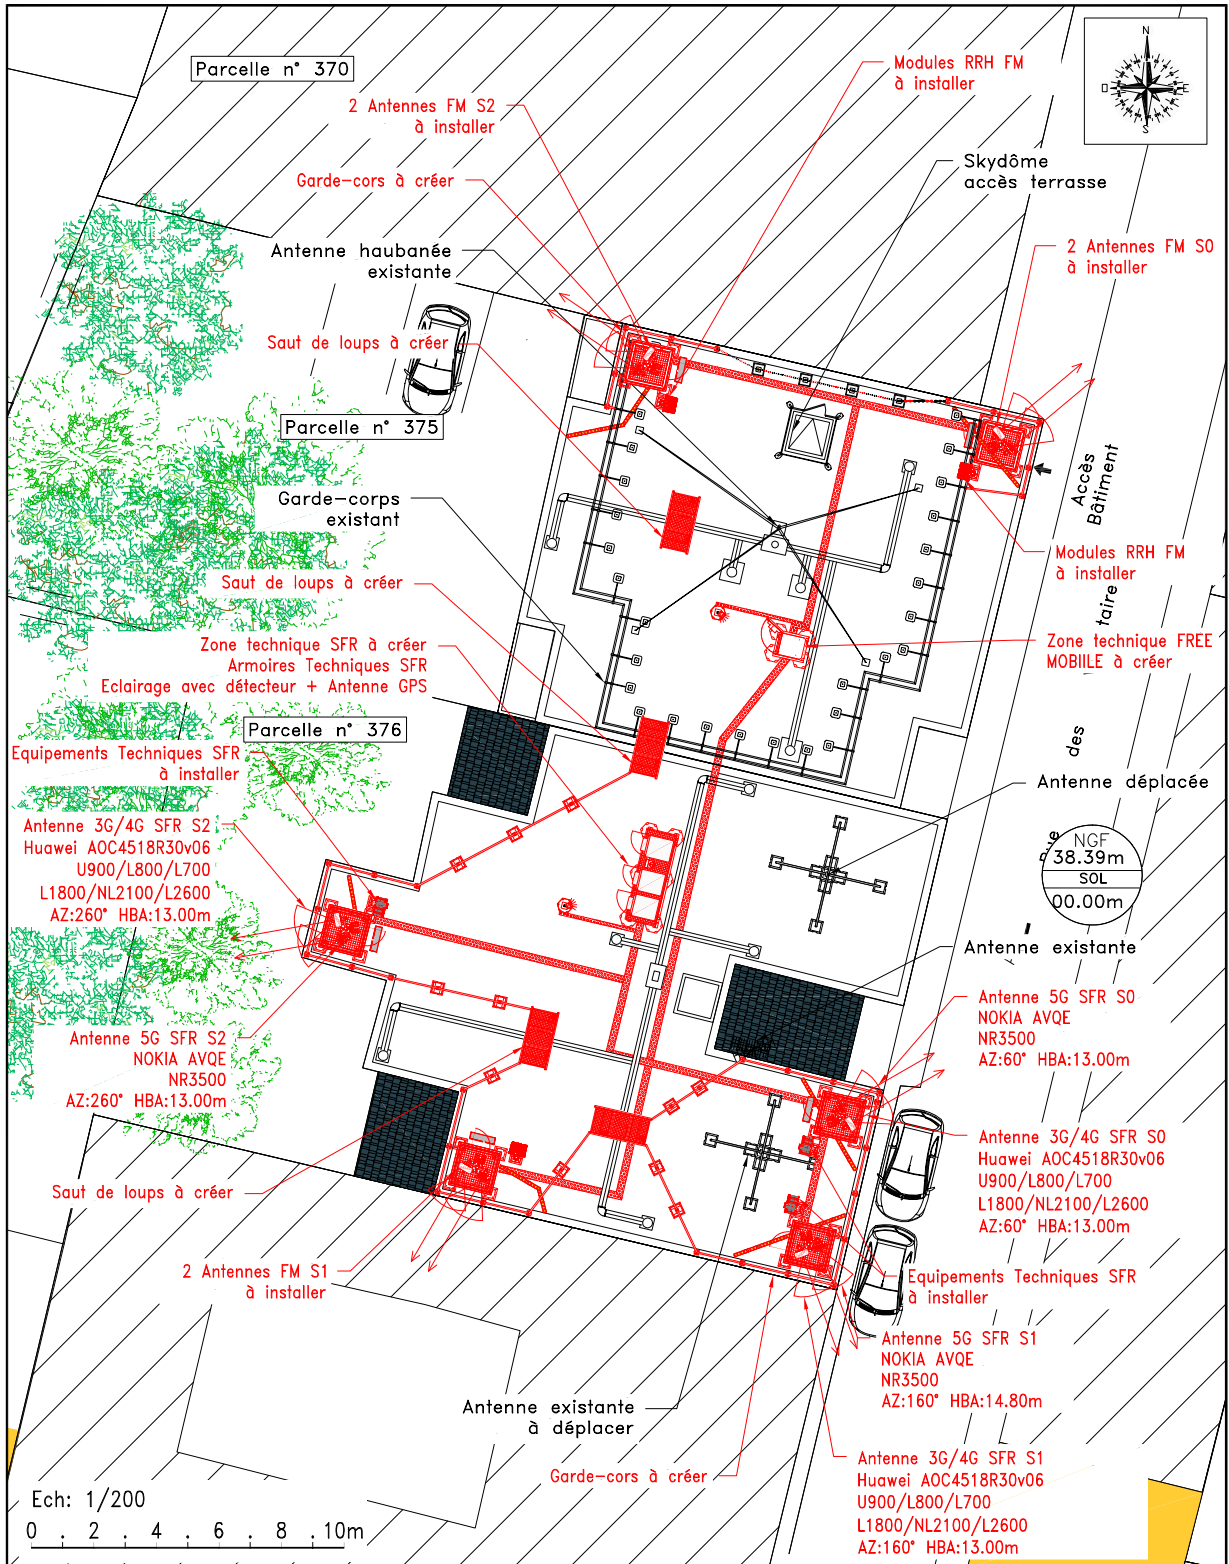 Parcelle n° 370
Modules RRH FM
à installer
N
O
E
S
2 Antennes FM S2
à installer
Skydôme
accès terrasse
Garde-cors à créer
Antenne haubanée
existante
2 Antennes FM S0
à installer
Saut de loups à créer
Parcelle n° 375
Accès
Bâtiment
Garde-corps
existant
Modules RRH FM
à installer
Saut de loups à créer
taire
Zone technique SFR à créer
Armoires Techniques SFR
Eclairage avec détecteur + Antenne GPS
Zone technique FREE
MOBIILE à créer
Parcelle n° 376
des
Equipements Techniques SFR
à installer
Antenne déplacée
Antenne 3G/4G SFR S2
Huawei AOC4518R30v06
U900/L800/L700
L1800/NL2100/L2600
AZ:260° HBA:13.00m
Rue
NGF
38.39m
SOL
00.00m
Antenne existante
Antenne 5G SFR S0
NOKIA AVQE
NR3500
AZ:60° HBA:13.00m
Antenne 5G SFR S2
NOKIA AVQE
NR3500
AZ:260° HBA:13.00m
Antenne 3G/4G SFR S0
Huawei AOC4518R30v06
U900/L800/L700
L1800/NL2100/L2600
AZ:60° HBA:13.00m
Saut de loups à créer
2 Antennes FM S1
à installer
Equipements Techniques SFR
à installer
Antenne 5G SFR S1
NOKIA AVQE
NR3500
AZ:160° HBA:14.80m
Antenne existante
à déplacer
Antenne 3G/4G SFR S1
Huawei AOC4518R30v06
U900/L800/L700
L1800/NL2100/L2600
AZ:160° HBA:13.00m
Garde-cors à créer
Ech: 1/200
0 . 2 . 4 . 6 . 8 . 10m